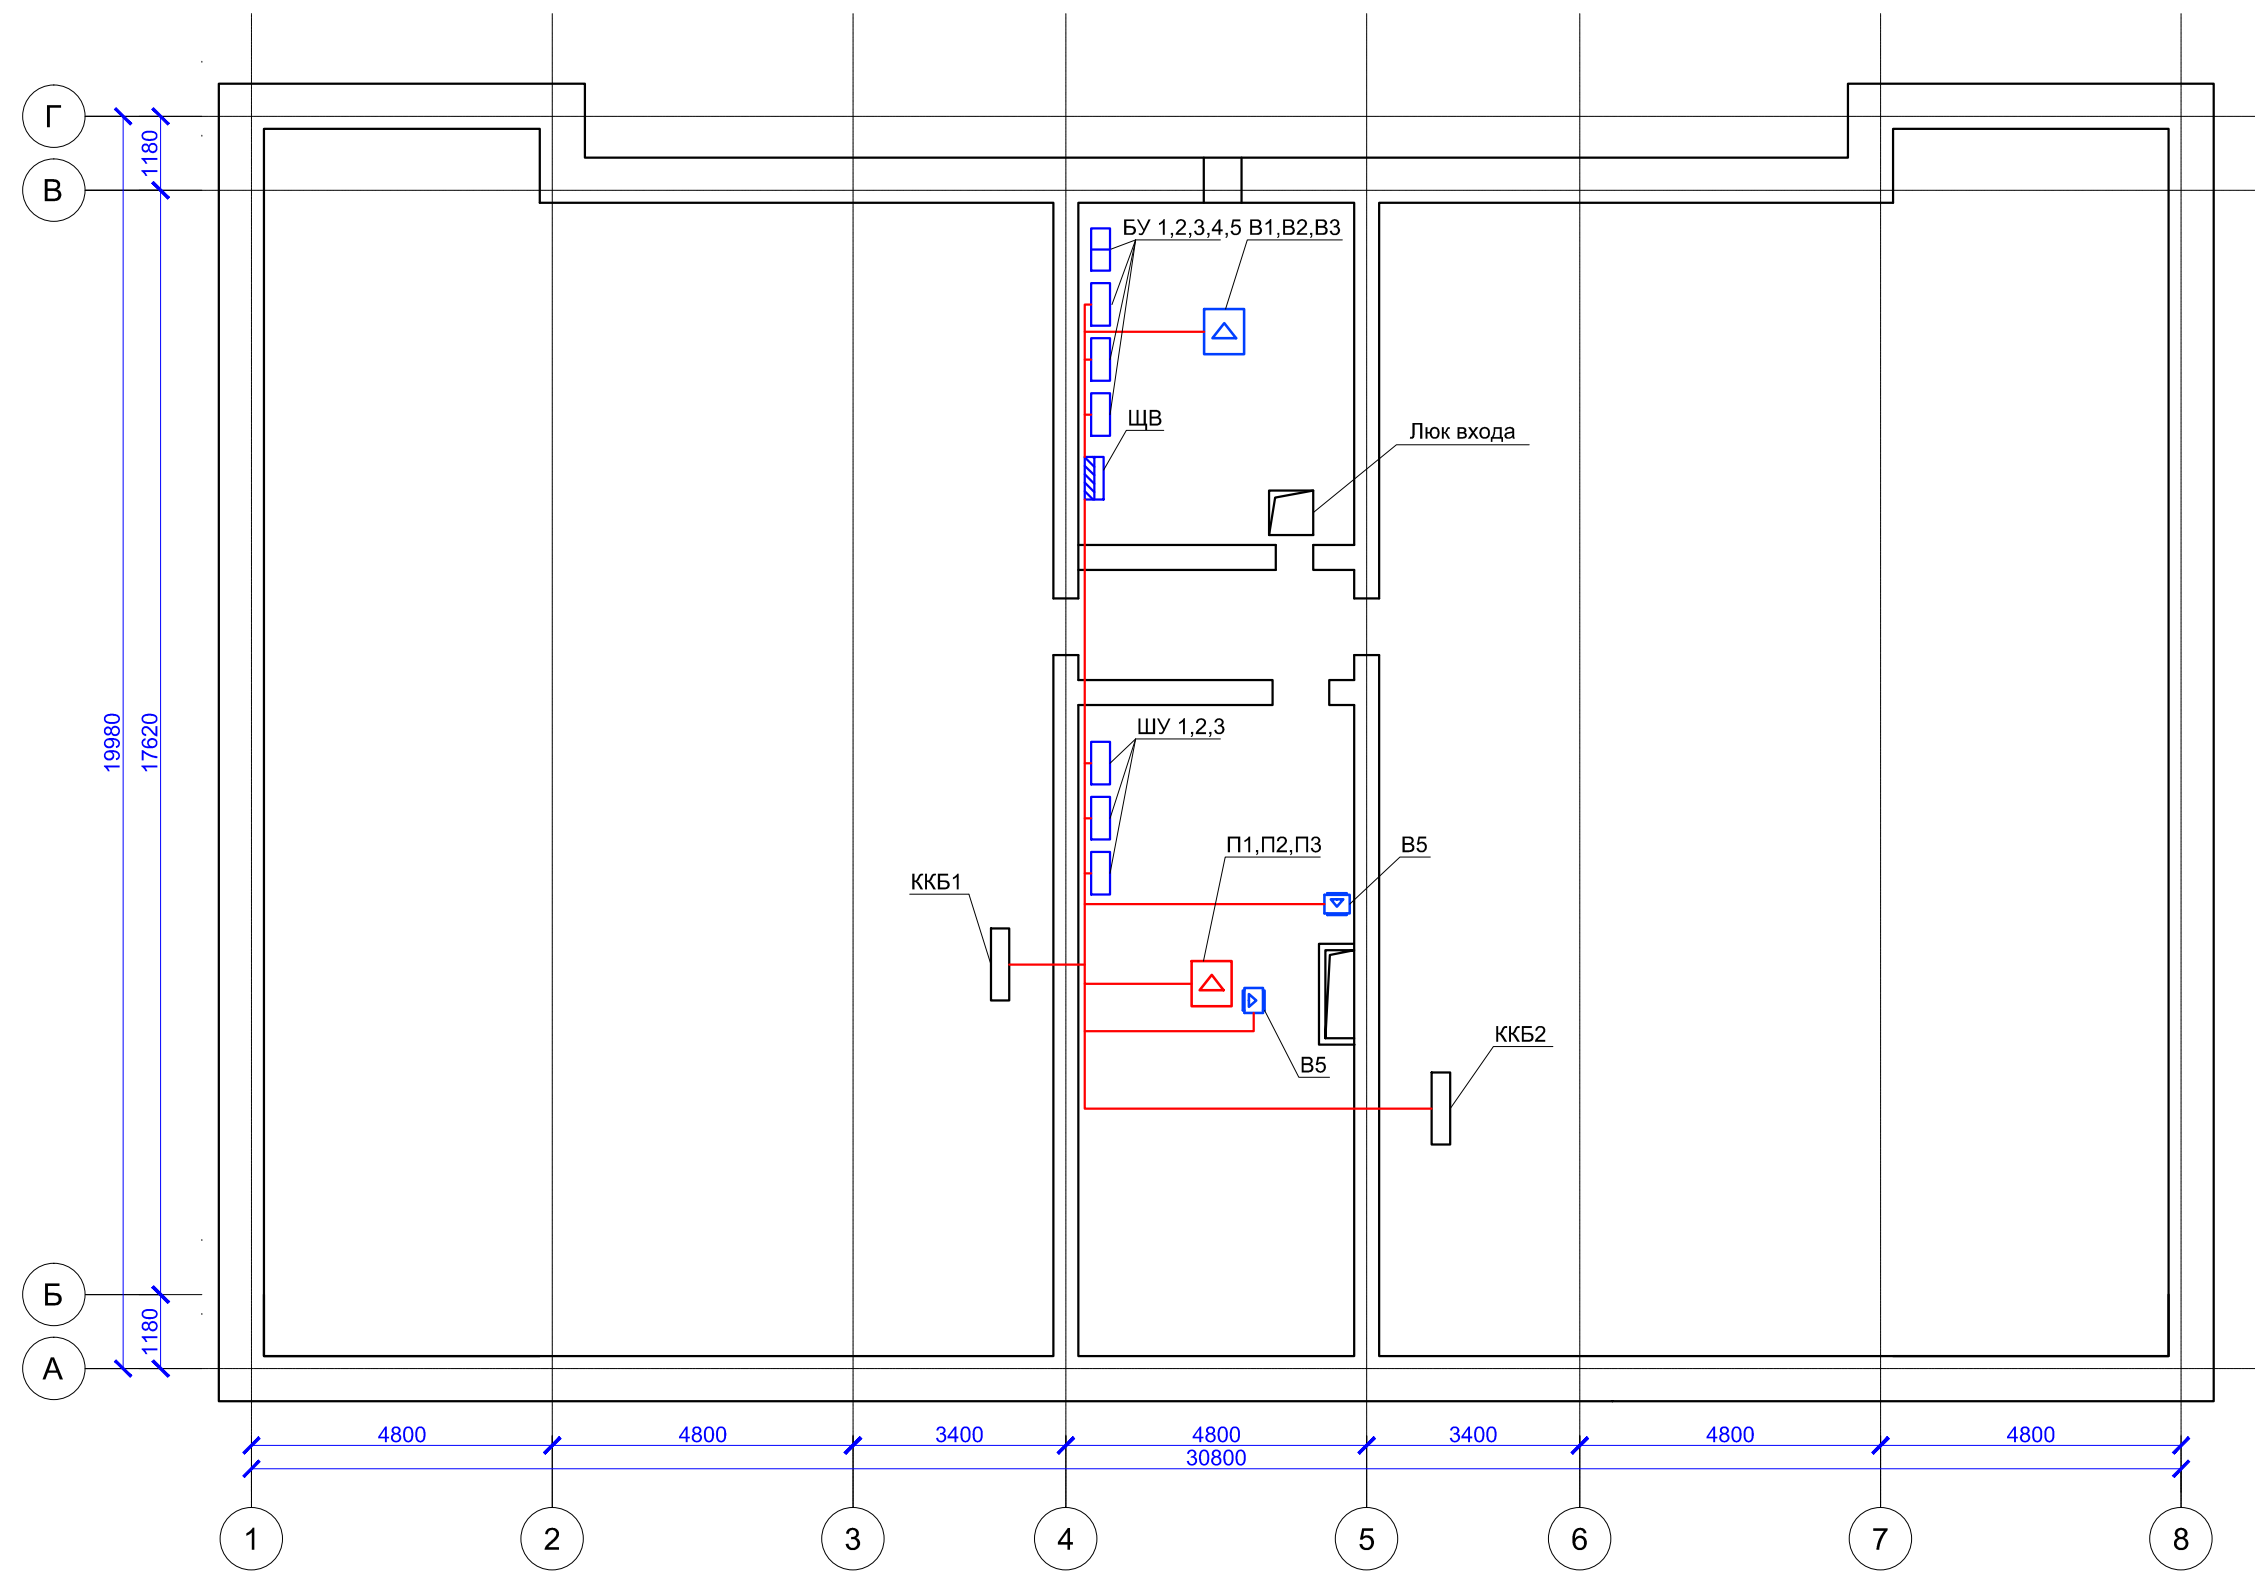 Г
1180
В
БУ 1,2,3,4,5
В1,В2,В3
ЩВ
Люк входа
19980
17620
ШУ 1,2,3
П1,П2,П3
В5
ККБ1
ККБ2
В5
Б
1180
А
4800 4800 3400 4800 3400 4800 4800
30800
1 2 3 4 5 6 7 8